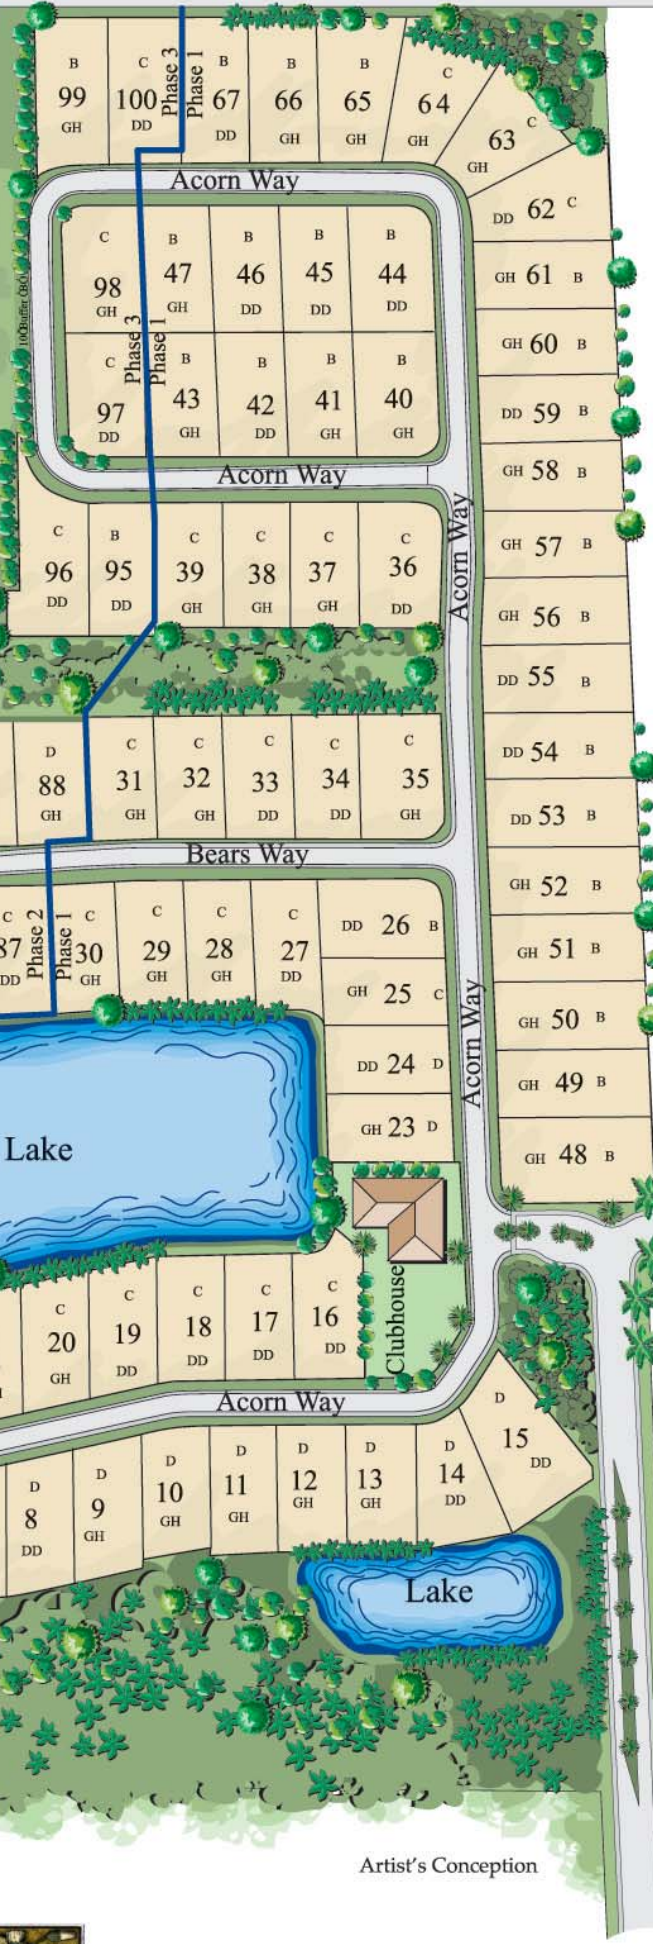 B C B B B C
99 100 67 66 65 64
GH DD DD GH GH GH
Phase 3
Phase 1
C
63
GH
Acorn Way
DD 62 C
C B B B B
98 47 46 45 44
GH GH DD DD DD
GH 61 B
Phase 3
Phase 1
GH 60 B
C B B B B
97 43 42 41 40
DD GH DD GH GH
DD 59 B
GH 58 B
Acorn Way
Acorn Way
C B C C C C
96 95 39 38 37 36
DD DD GH GH GH DD
GH 57 B
GH 56 B
DD 55 B
D C C C C C
88 31 32 33 34 35
GH GH GH DD DD GH
DD 54 B
DD 53 B
Bears Way
GH 52 B
C C C C C
87 30 29 28 27
DD GH GH GH DD
Phase 2
Phase 1
DD 26 B
GH 51 B
GH 25 C
GH 50 B
Acorn Way
DD 24 D
GH 49 B
GH 23 D
GH 48 B
Lake
Clubhouse
C C C C C
20 19 18 17 16
GH DD DD DD DD
Acorn Way
D
15
DD
D D D D D D D
8 9 10 11 12 13 14
DD GH GH GH GH GH DD
Lake
Artist's Conception